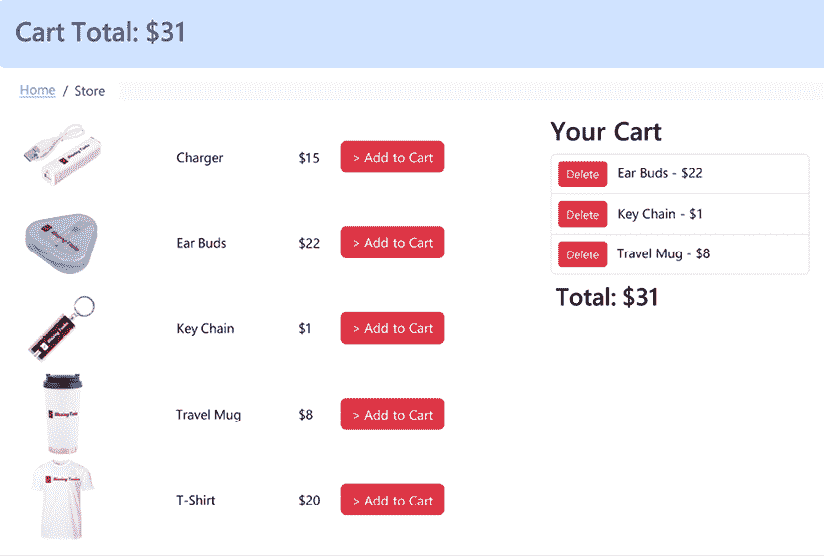 Cart Total: $31
Home / Store
Charger $15 > Add to Cart
Ear Buds $22 > Add to Cart
Key Chain $1 > Add to Cart
Travel Mug $8 > Add to Cart
T-Shirt $20 > Add to Cart
Your Cart
Delete Ear Buds - $22
Delete Key Chain - $1
Delete Travel Mug - $8
Total: $31